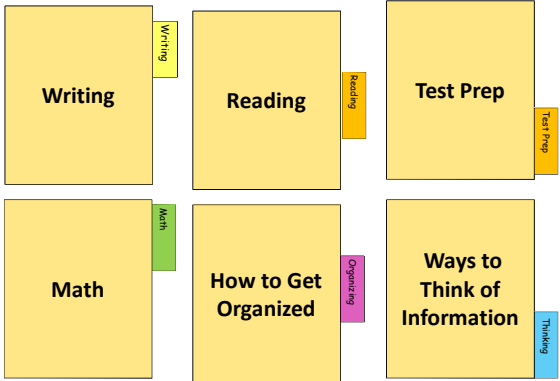 Writing
Writing
Reading
Reading
Test Prep
Test Prep
Math
Math
How to Get
Organized
Organizing
Ways to
Think of
Information
Thinking